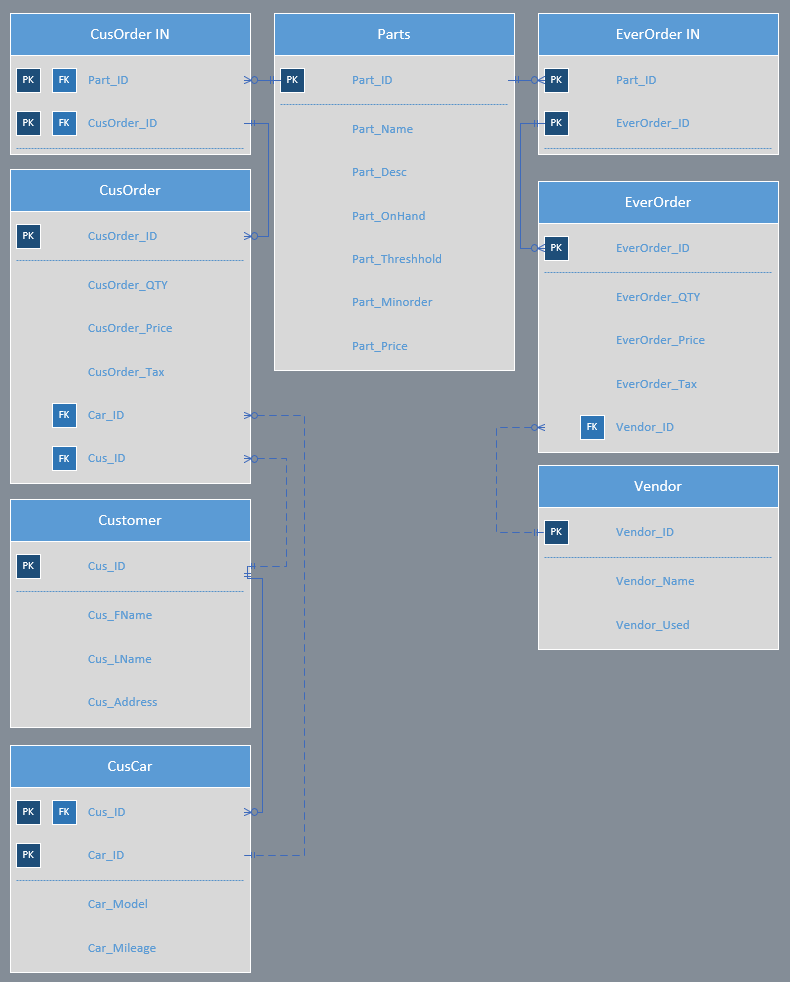 CusOrder IN
PK FK Part_ID
PK FK CusOrder_ID
CusOrder
PK CusOrder_ID
CusOrder_QTY
CusOrder_Price
CusOrder_Tax
FK Car_ID
FK Cus_ID
Customer
PK Cus_ID
Cus_FName
Cus_LName
Cus_Address
CusCar
PK FK Cus_ID
PK Car_ID
Car_Model
Car_Mileage
Parts
PK Part_ID
Part_Name
Part_Desc
Part_OnHand
Part_Threshhold
Part_Minorder
Part_Price
EverOrder IN
PK Part_ID
PK EverOrder_ID
EverOrder
PK EverOrder_ID
EverOrder_QTY
EverOrder_Price
EverOrder_Tax
FK Vendor_ID
Vendor
PK Vendor_ID
Vendor_Name
Vendor_Used